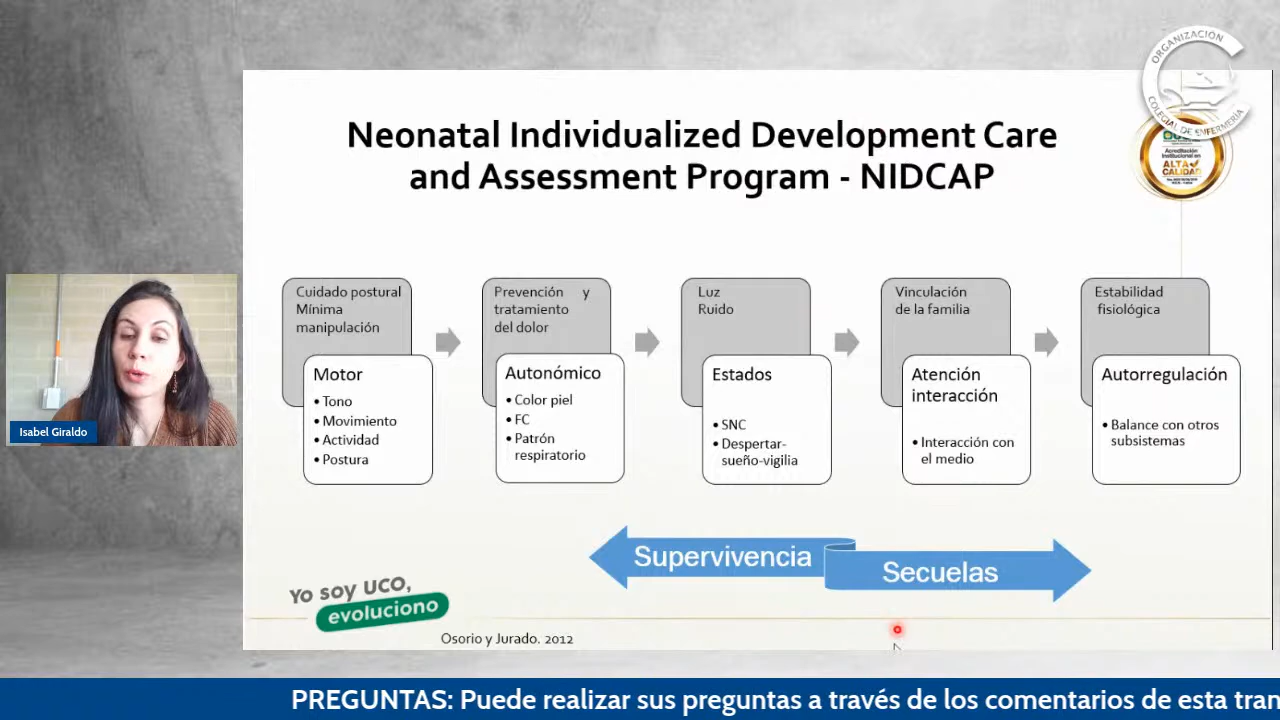 ORGANIZACIÓN
COLEGIAL DE ENFERMERÍA
Neonatal Individualized Development Care
and Assessment Program - NIDCAP
Acreditación
Institucional en
ALTA
CALIDAD
Cuidado postural
Mínima
manipulación
Motor
• Tono
• Movimiento
• Actividad
• Postura
Prevención y
tratamiento
del dolor
Autonómico
• Color piel
• FC
• Patrón
respiratorio
Luz
Ruido
Estados
• SNC
• Despertar-
sueño-vigilia
Vinculación
de la familia
Atención
interacción
• Interacción con
el medio
Estabilidad
fisiológica
Autorregulación
• Balance con otros
subsistemas
Isabel Giraldo
Supervivencia
Secuelas
Yo soy UCO,
evoluciono
Osorio y Jurado. 2012
PREGUNTAS: Puede realizar sus preguntas a través de los comentarios de esta tran